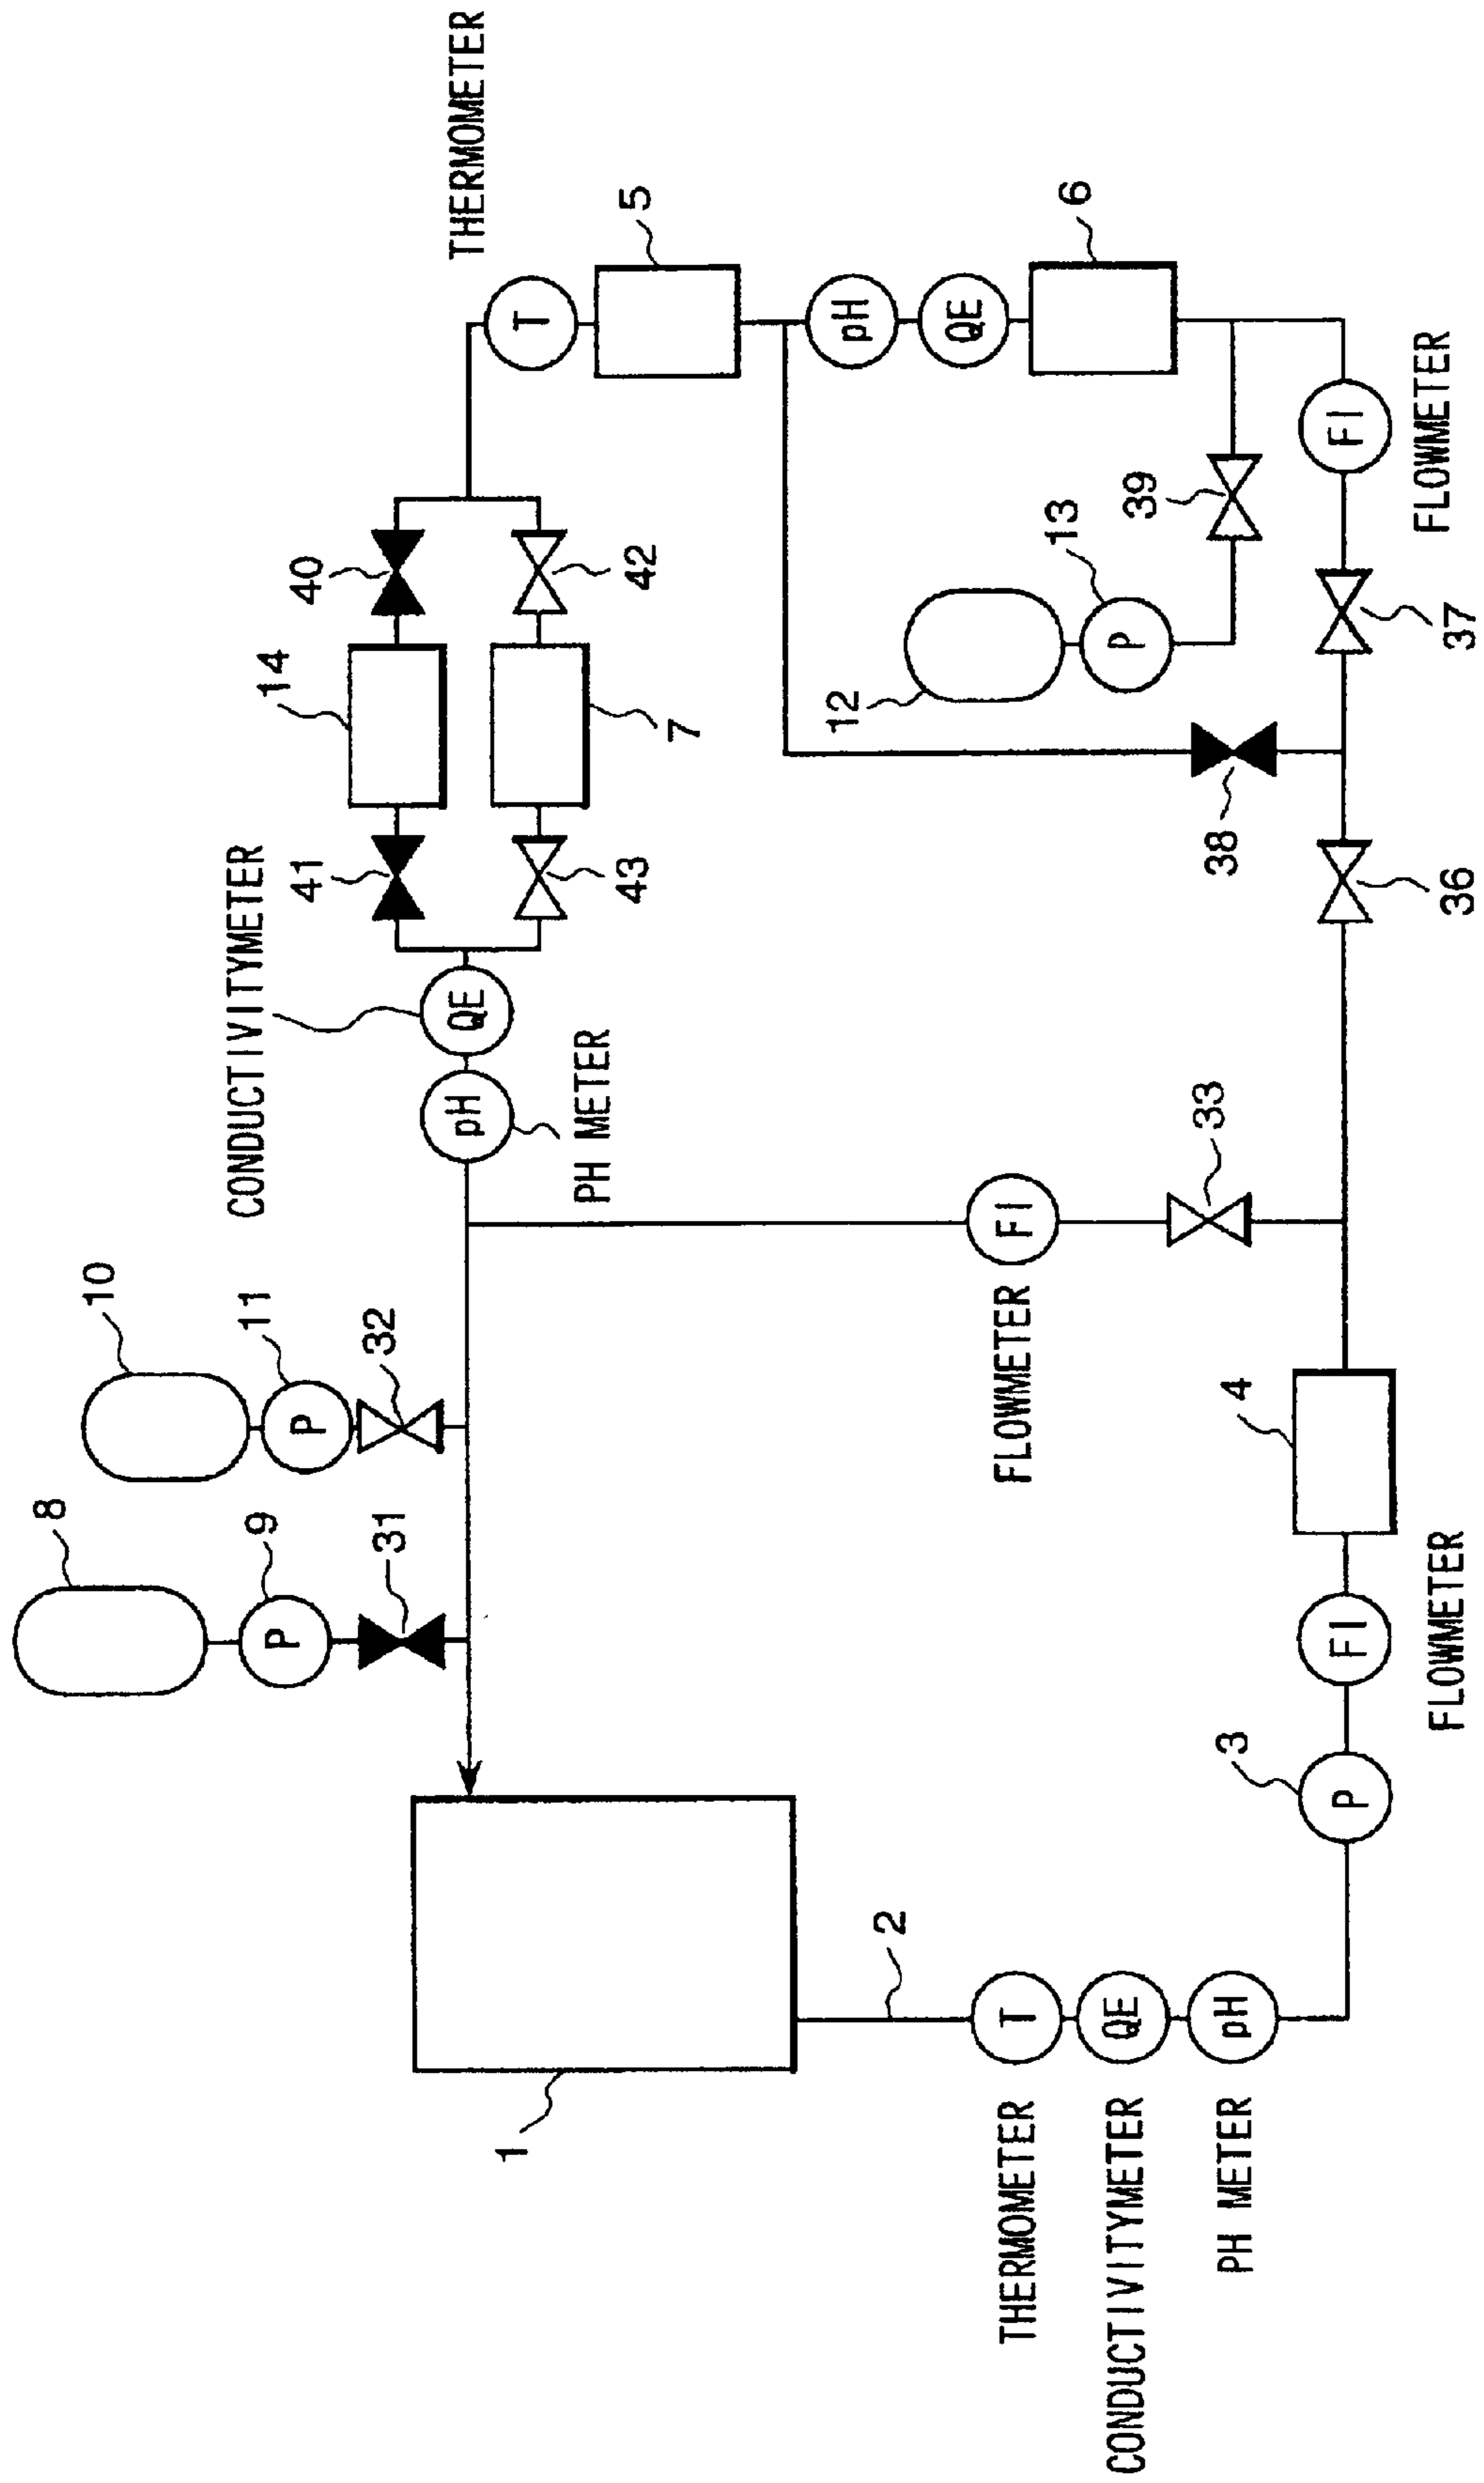 8
9
P
31
10
11
P
32
CONDUCTIVITYMETER
QE
pH
PH METER
41
14
40
43
7
42
THERMOMETER
T
5
pH
QE
6
12
13
P
39
38
FI
FLOWMETER
37
36
33
FI
FLOWMETER
4
FI
FLOWMETER
3
P
1
2
T
QE
pH
THERMOMETER
CONDUCTIVITYMETER
PH METER